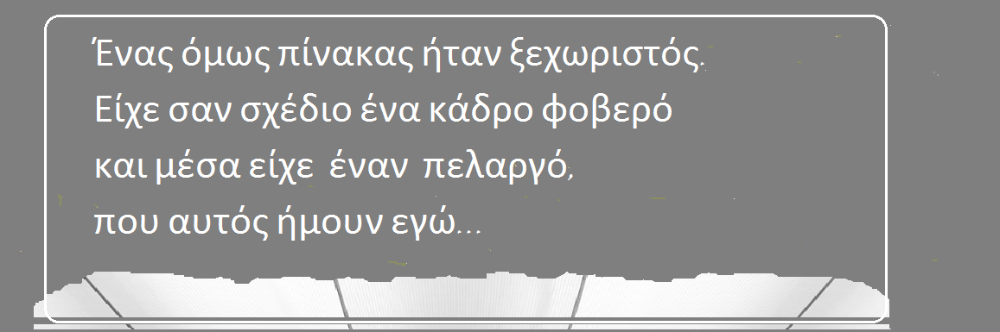 Ένας όμως πίνακας ήταν ξεχωριστός.
Είχε σαν σχέδιο ένα κάδρο φοβερό
και μέσα είχε έναν πελαργό,
που αυτός ήμουν εγώ...